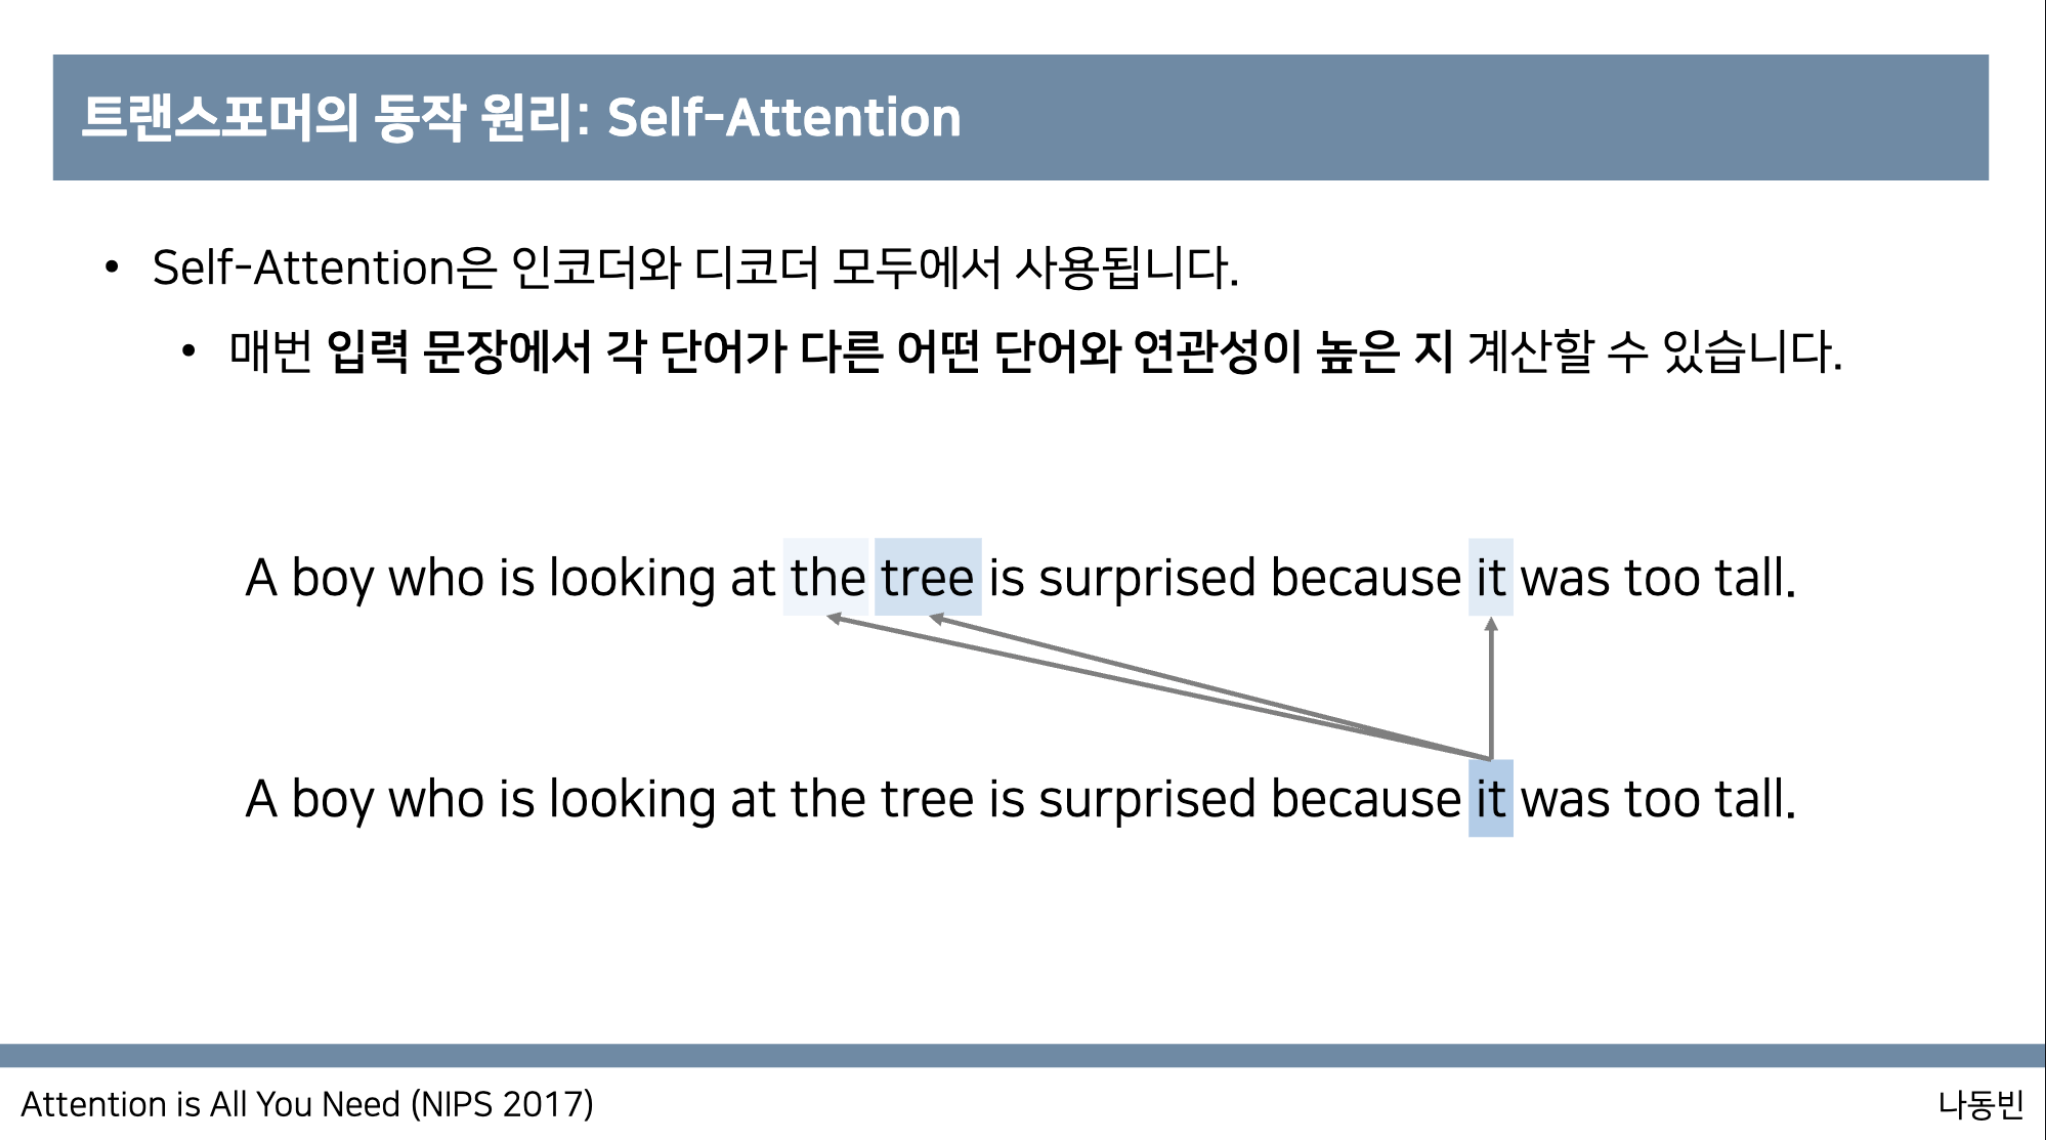 트랜스포머의 동작 원리: Self-Attention
• Self-Attention은 인코더와 디코더 모두에서 사용됩니다.
• 매번 입력 문장에서 각 단어가 다른 어떤 단어와 연관성이 높은 지 계산할 수 있습니다.
A boy who is looking at the tree is surprised because it was too tall.
A boy who is looking at the tree is surprised because it was too tall.
Attention is All You Need (NIPS 2017)
나동빈